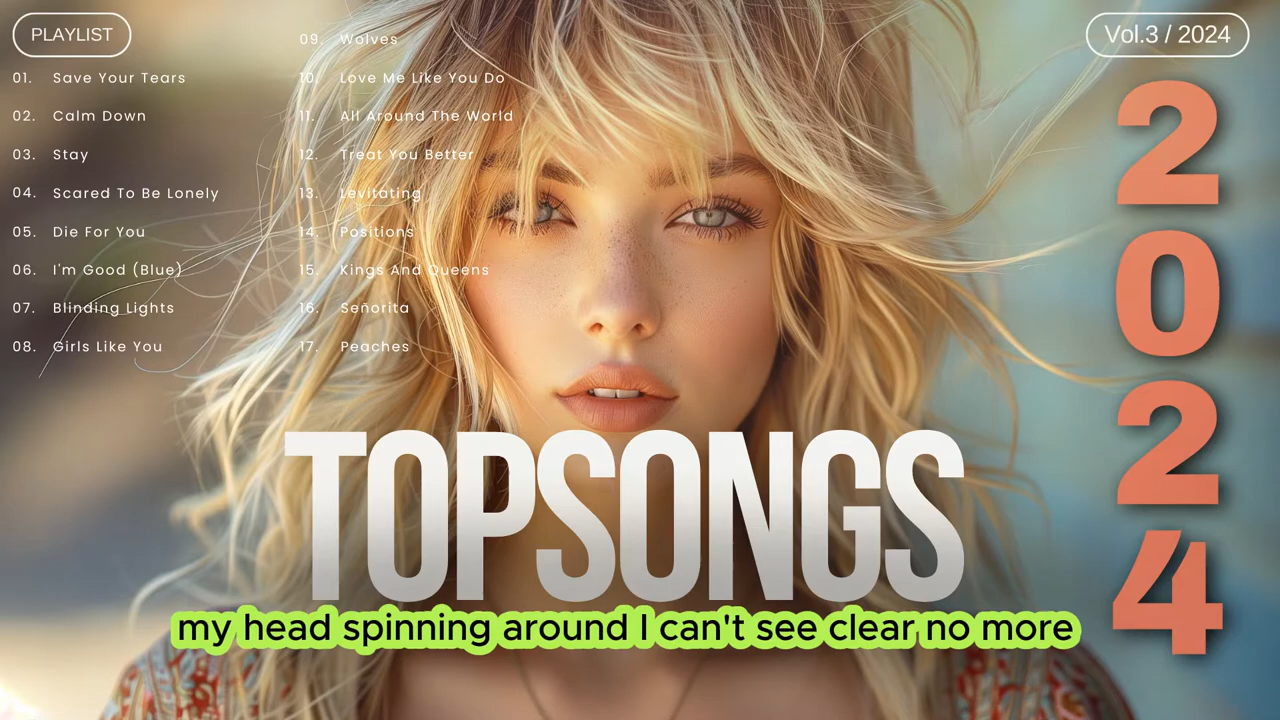 PLAYLIST
01. Save Your Tears
02. Calm Down
03. Stay
04. Scared To Be Lonely
05. Die For You
06. I'm Good (Blue)
07. Blinding Lights
08. Girls Like You
09. Wolves
10. Love Me Like You Do
11. All Around The World
12. Treat You Better
13. Levitating
14. Positions
15. Kings And Queens
16. Señorita
17. Peaches
Vol.3 / 2024
2024
TOPSONGS
my head spinning around I can't see clear no more